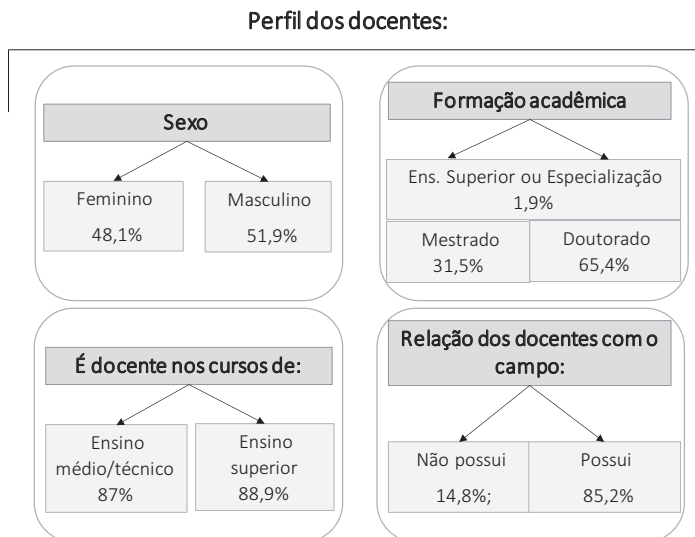 Perfil dos docentes:
Sexo
Feminino
48,1%
Masculino
51,9%
Formação acadêmica
Ens. Superior ou Especialização
1,9%
Mestrado
31,5%
Doutorado
65,4%
É docente nos cursos de:
Ensino
médio/técnico
87%
Ensino
superior
88,9%
Relação dos docentes com o
campo:
Não possui
14,8%;
Possui
85,2%